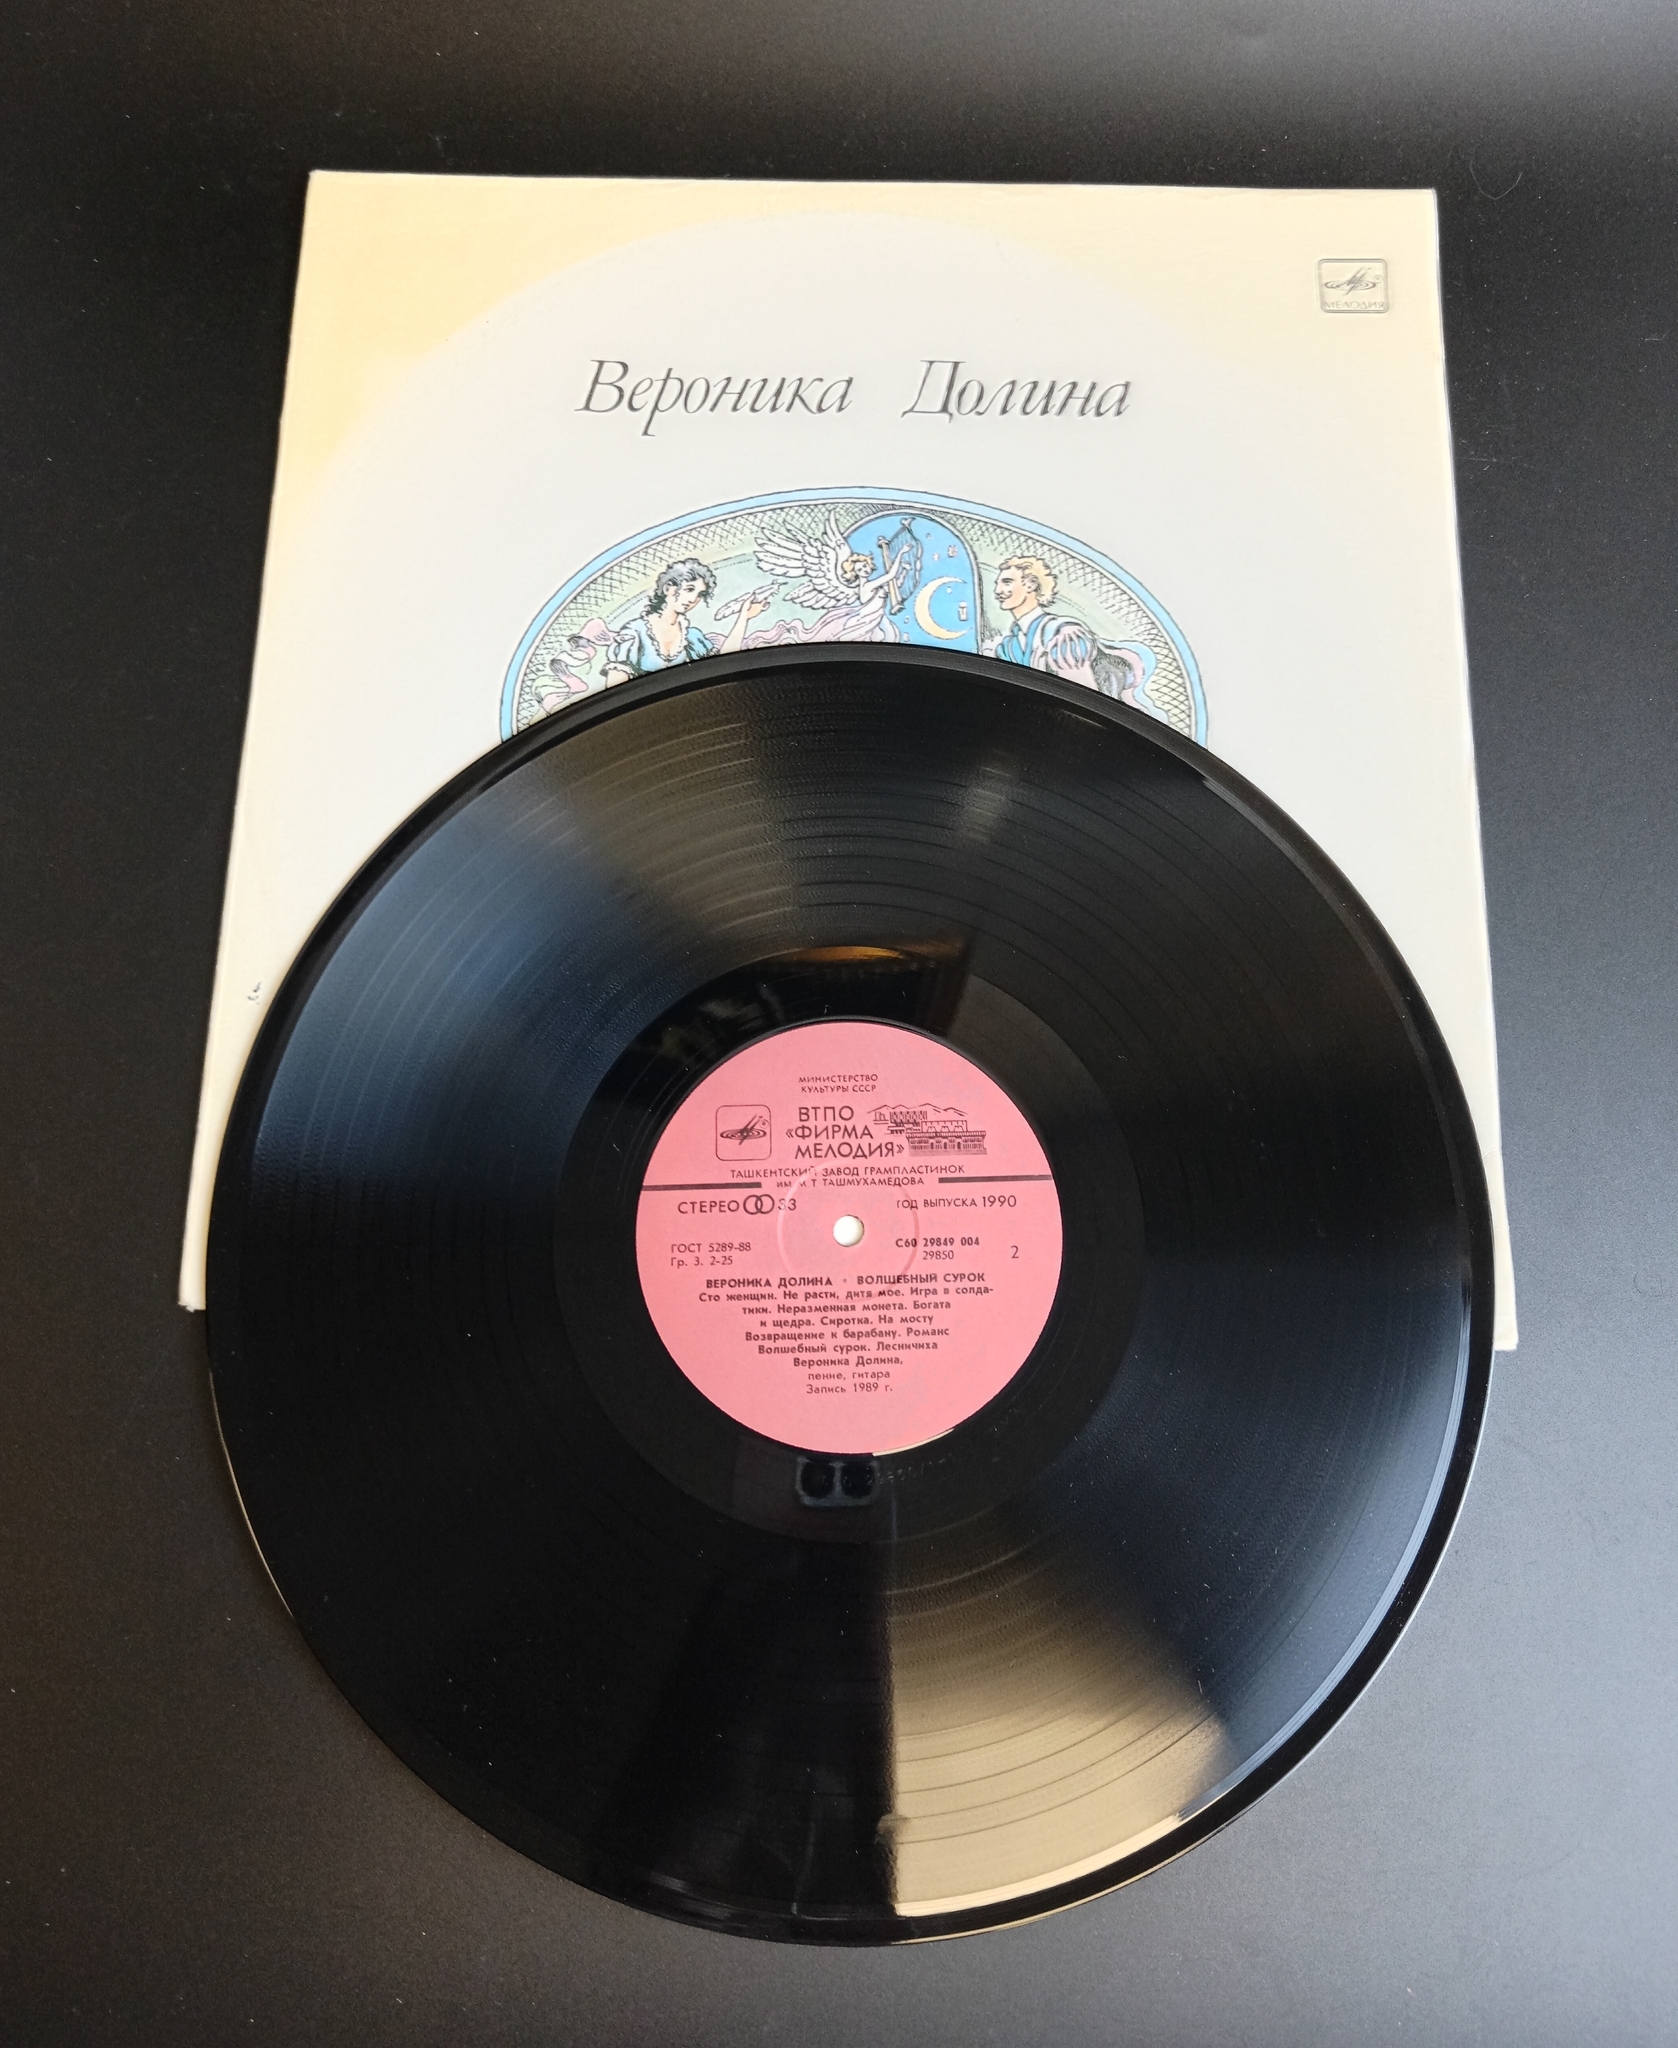 МЕЛОДИЯ
Вероника Долина
МИНИСТЕРСТВО
КУЛЬТУРЫ СССР
ВТПО
«ФИРМА
МЕЛОДИЯ»
ТАШКЕНТСКИЙ ЗАВОД ГРАМПЛАСТИНОК
им. Т ТАШМУХАМЕДОВА
СТЕРЕО 33 ГОД ВЫПУСКА 1990
ГОСТ 5289-88 С60 29849 004
Гр. 3. 2-25 29850 2
ВЕРОНИКА ДОЛИНА • ВОЛШЕБНЫЙ СУРОК
Сто женщин. Не расти, дитя мое. Игра в солда-
тики. Неразменная монета. Богата
и щедра. Сиротка. На мосту
Возвращение к барабану. Романс
Волшебный сурок. Лесничиха
Вероника Долина,
пение, гитара
Запись 1989 г.